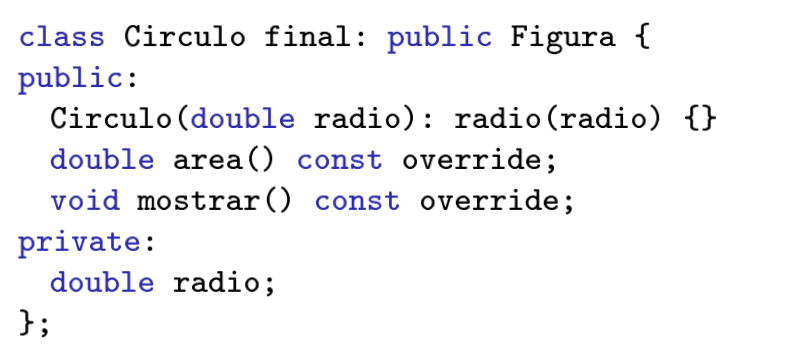 class Circulo final: public Figura {
public:
  Circulo(double radio): radio(radio) {}
  double area() const override;
  void mostrar() const override;
private:
  double radio;
};